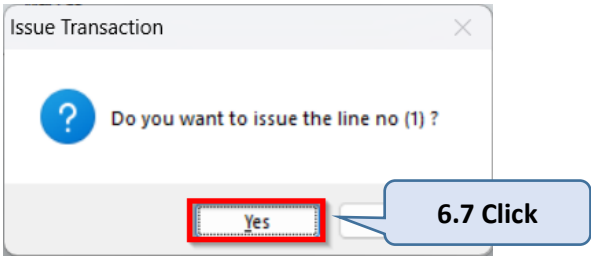 Issue Transaction
Do you want to issue the line no (1) ?
Yes
6.7 Click